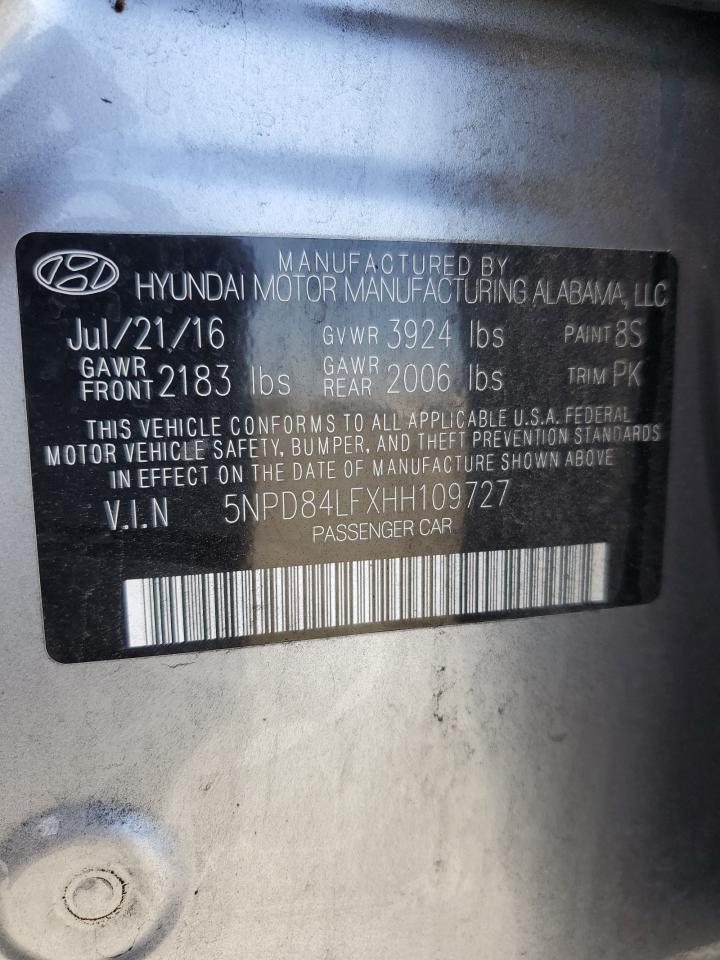 MANUFACTURED BY
HYUNDAI MOTOR MANUFACTURING ALABAMA, LLC
Jul/21/16 GVWR 3924 lbs PAINT 8S
GAWR FRONT 2183 lbs GAWR REAR 2006 lbs TRIM PK
THIS VEHICLE CONFORMS TO ALL APPLICABLE U.S.A. FEDERAL
MOTOR VEHICLE SAFETY, BUMPER, AND THEFT PREVENTION STANDARDS
IN EFFECT ON THE DATE OF MANUFACTURE SHOWN ABOVE.
V.I.N 5NPD84LFXHH109727
PASSENGER CAR